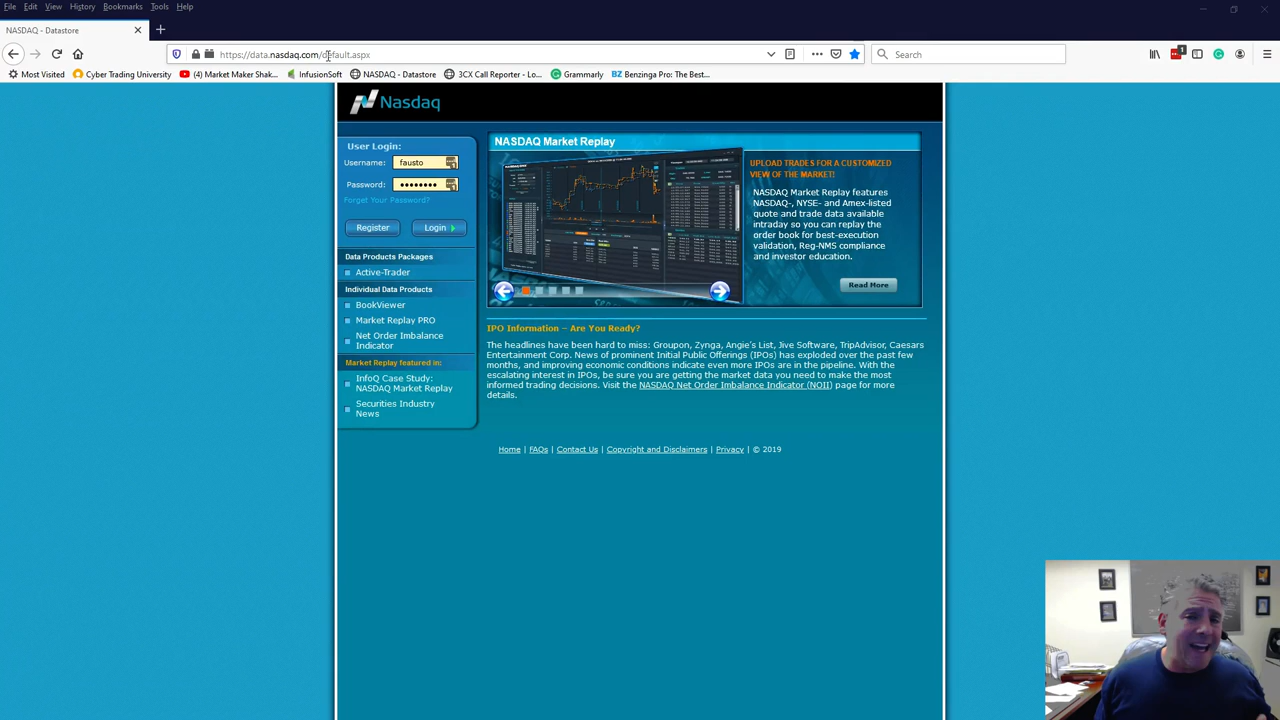 File Edit View History Bookmarks Tools Help
NASDAQ - Datastore
https://data.nasdaq.com/default.aspx
Search
1
Most Visited
Cyber Trading University
(4) Market Maker Shak...
InfusionSoft
NASDAQ - Datastore
3CX Call Reporter - Lo...
Grammarly
BZ Benzinga Pro: The Best...
Nasdaq
User Login:
Username: fausto
Password:
Forget Your Password?
Register
Login
Data Products Packages
Active-Trader
Individual Data Products
BookViewer
Market Replay PRO
Net Order Imbalance
Indicator
Market Replay featured in:
InfoQ Case Study:
NASDAQ Market Replay
Securities Industry
News
NASDAQ Market Replay
UPLOAD TRADES FOR A CUSTOMIZED
VIEW OF THE MARKET!
NASDAQ Market Replay features
NASDAQ-, NYSE- and Amex-listed
quote and trade data available
intraday so you can replay the
order book for best-execution
validation, Reg-NMS compliance
and investor education.
Read More
IPO Information – Are You Ready?
The headlines have been hard to miss: Groupon, Zynga, Angie's List, Jive Software, TripAdvisor, Caesars
Entertainment Corp. News of prominent Initial Public Offerings (IPOs) has exploded over the past few
months, and improving economic conditions indicate even more IPOs are in the pipeline. With the
escalating interest in IPOs, be sure you are getting the market data you need to make the most
informed trading decisions. Visit the NASDAQ Net Order Imbalance Indicator (NOII) page for more
details.
Home | FAQs | Contact Us | Copyright and Disclaimers | Privacy | © 2019